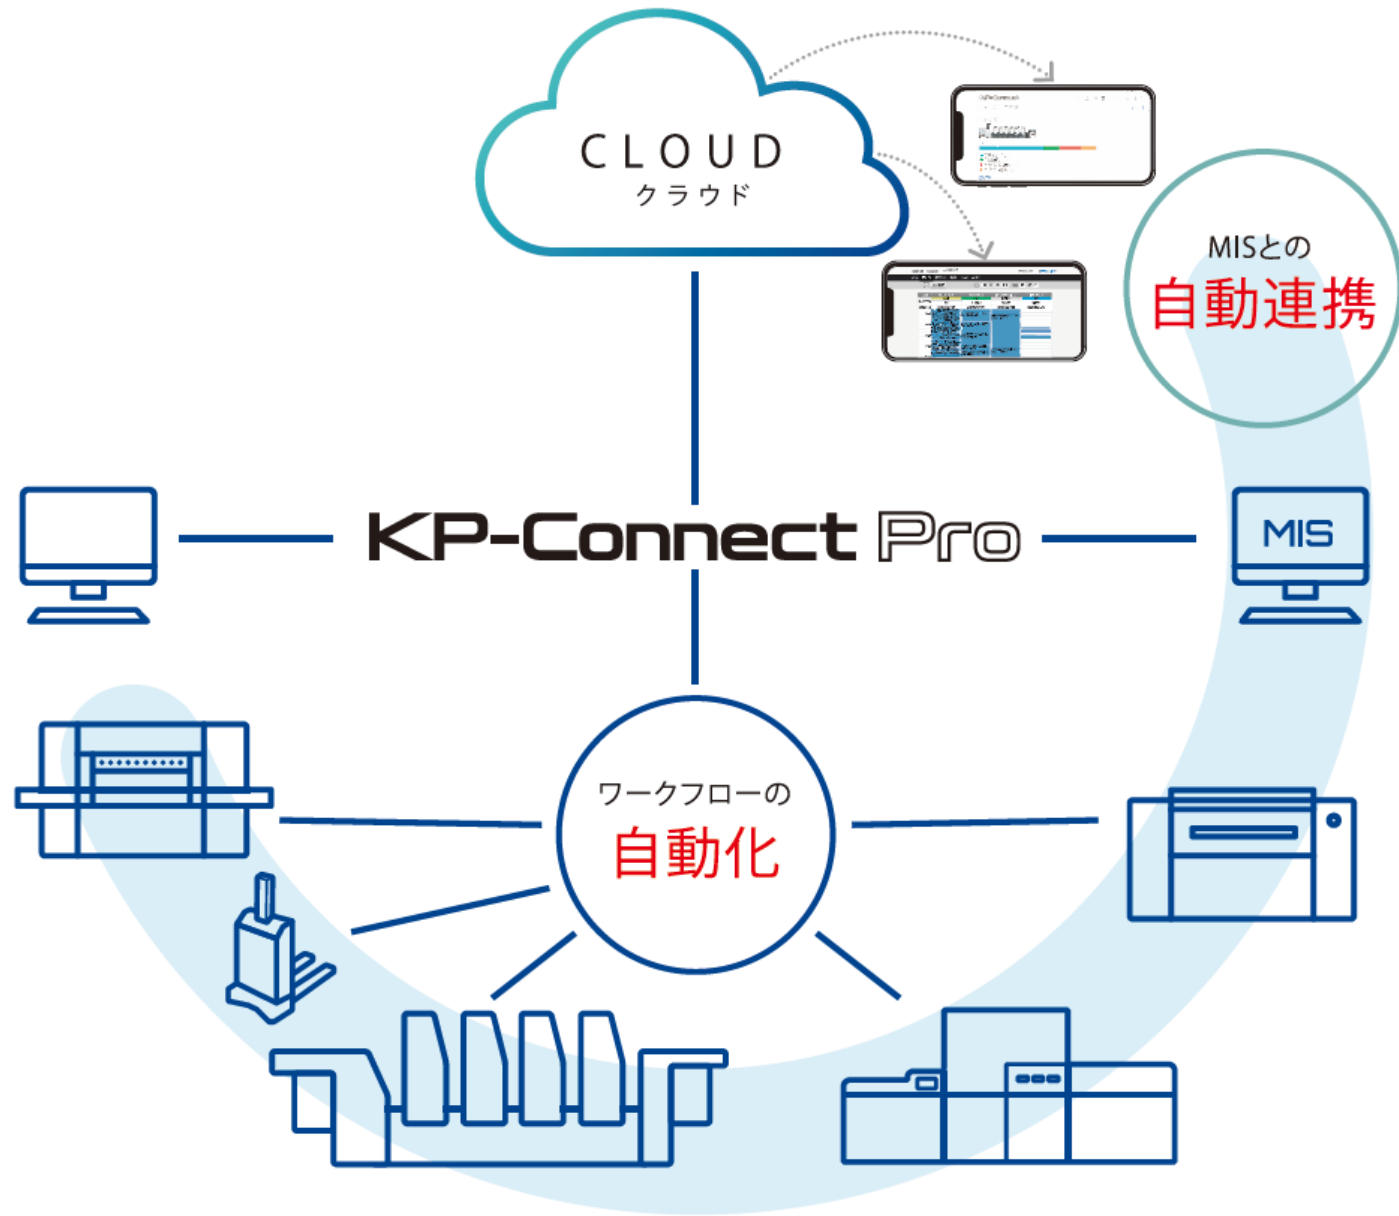 CLOUD
クラウド
MISとの
自動連携
KP-Connect Pro
MIS
ワークフローの
自動化